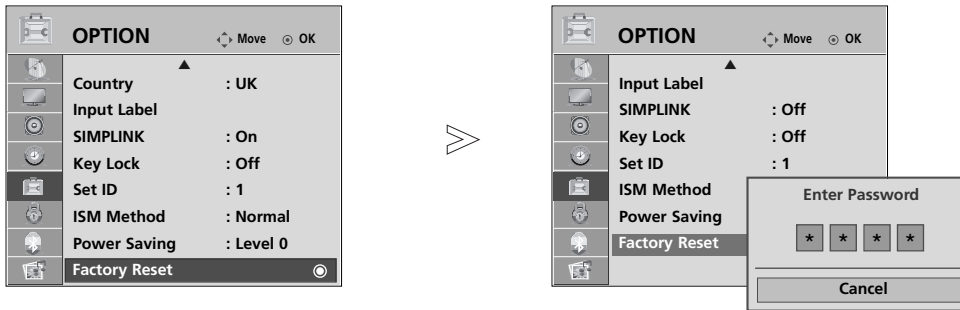 OPTION Move OK
Country : UK
Input Label
SIMPLINK : On
Key Lock : Off
Set ID : 1
ISM Method : Normal
Power Saving : Level 0
Factory Reset
OPTION Move OK
Input Label
SIMPLINK : Off
Key Lock : Off
Set ID : 1
ISM Method
Power Saving
Factory Reset
Enter Password
* * * *
Cancel